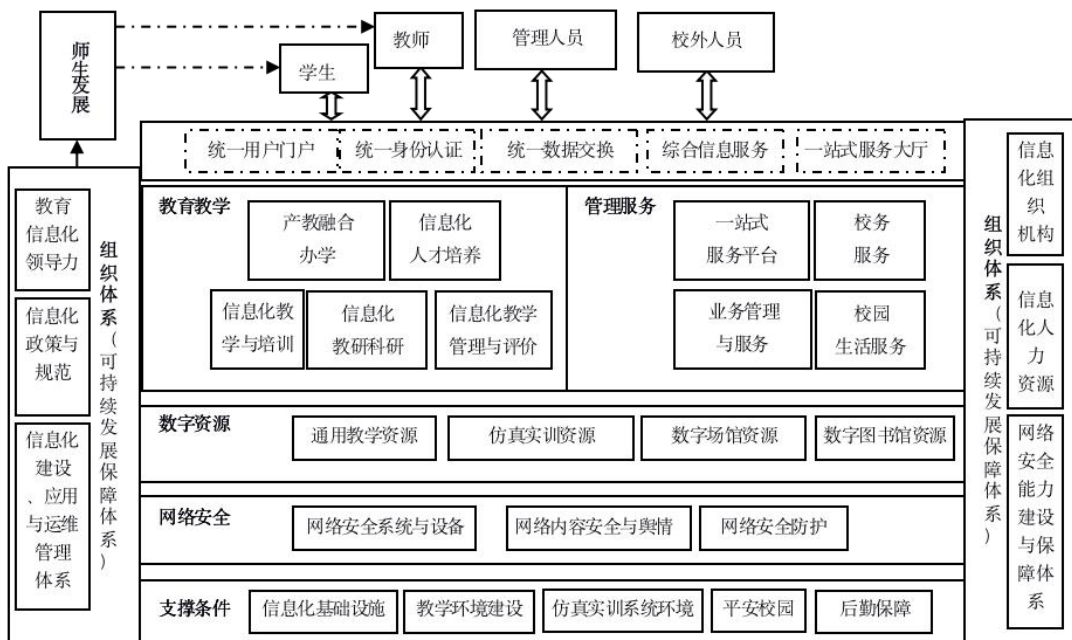 师生发展
教师
管理人员
校外人员
学生
统一用户门户
统一身份认证
统一数据交换
综合信息服务
一站式服务大厅
教育
信息化
领导力
信息化
政策与
规范
信息化
建设
、应用
与运维
管理
体系
组织体系(可持续发展保障体系)
教育教学
产教融合
办学
信息化
人才培养
信息化教
学与培训
信息化
教研科研
信息化教学
管理与评价
管理服务
一站式
服务平台
校务
服务
业务管理
与服务
校园
生活服务
数字资源
通用教学资源
仿真实训资源
数字场馆资源
数字图书馆资源
网络安全
网络安全系统与设备
网络内容安全与舆情
网络安全防护
支撑条件
信息化基础设施
教学环境建设
仿真实训系统环境
平安校园
后勤保障
组织体系(可持续发展保障体系)
信息
化组
织
机构
信息
化人
力
资源
网络
安全
能力
建设
与保
障体
系